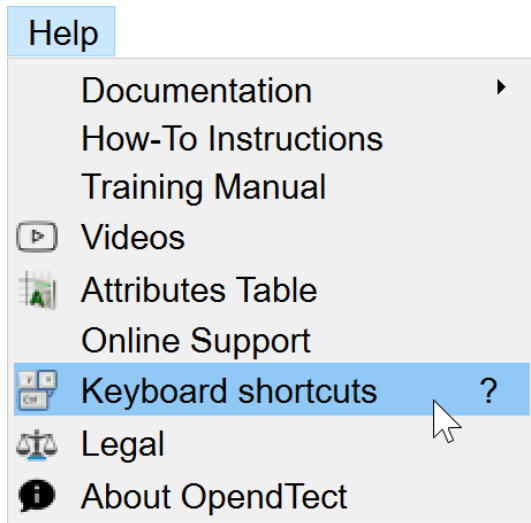 Help
Documentation
How-To Instructions
Training Manual
Videos
Attributes Table
Online Support
Keyboard shortcuts ?
Legal
About OpendTect